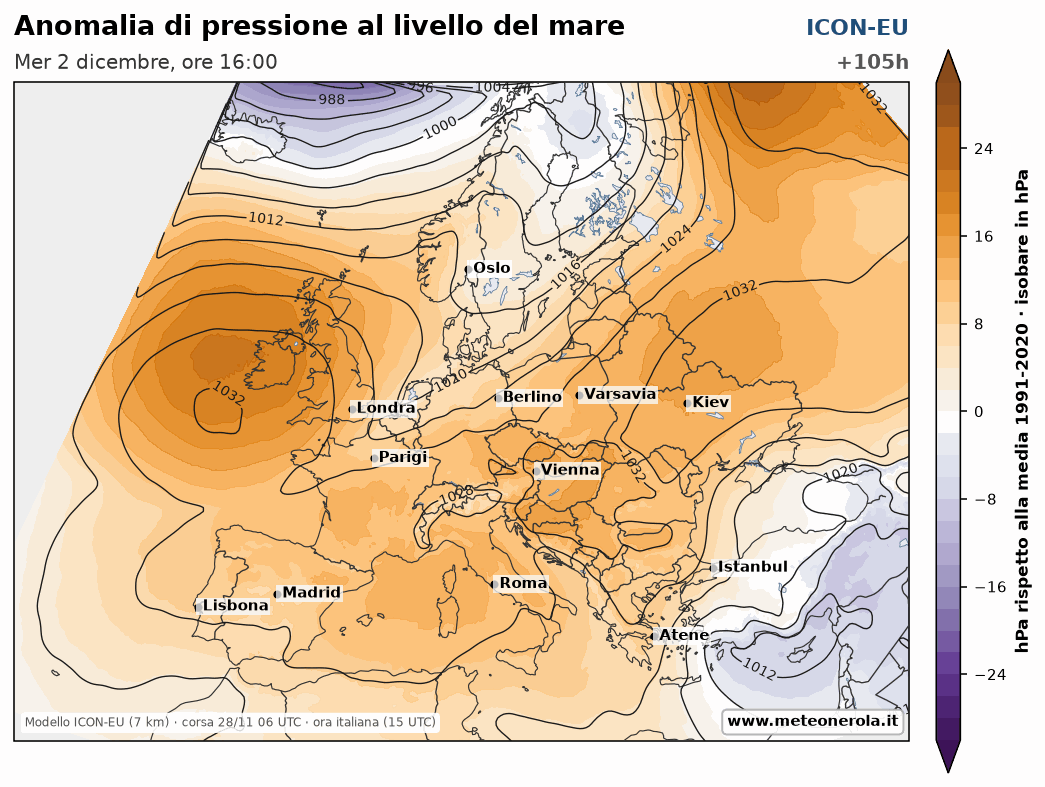 Anomalia di pressione al livello del mare
ICON-EU
Mer 2 dicembre, ore 16:00
+105h
988
996
1004
1000
1032
1012
1024
Oslo
1016
1032
1020
1032
Londra
Berlino
Varsavia
Kiev
Parigi
Vienna
1032
1020
1028
Istanbul
Roma
Madrid
Lisbona
Atene
1012
24
16
8
0
−8
−16
−24
hPa rispetto alla media 1991-2020 · isobare in hPa
Modello ICON-EU (7 km) · corsa 28/11 06 UTC · ora italiana (15 UTC)
www.meteonerola.it